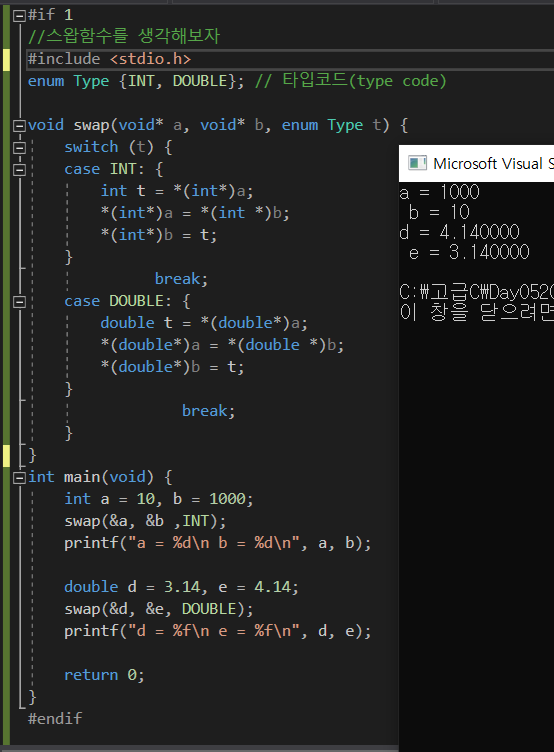 #if 1
//스왑함수를 생각해보자
#include <stdio.h>
enum Type {INT, DOUBLE}; // 타입코드(type code)
void swap(void* a, void* b, enum Type t) {
switch (t) {
case INT: {
int t = *(int*)a;
*(int*)a = *(int *)b;
*(int*)b = t;
}
break;
case DOUBLE: {
double t = *(double*)a;
*(double*)a = *(double *)b;
*(double*)b = t;
}
break;
}
}
int main(void) {
int a = 10, b = 1000;
swap(&a, &b ,INT);
printf("a = %d\n b = %d\n", a, b);
double d = 3.14, e = 4.14;
swap(&d, &e, DOUBLE);
printf("d = %f\n e = %f\n", d, e);
return 0;
}
#endif
Microsoft Visual S
a = 1000
b = 10
d = 4.140000
e = 3.140000
C:₩고급C₩Day052
이 창을 닫으려면